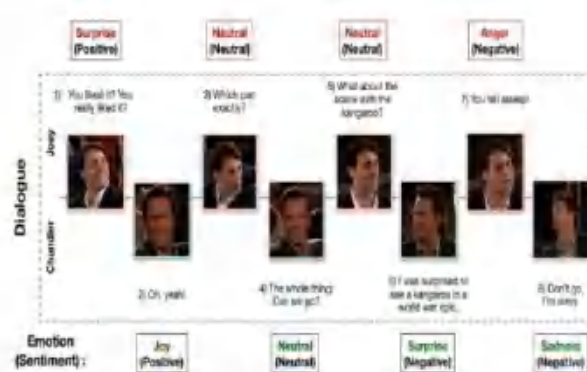 Surprise
(Positive)
Neutral
(Neutral)
Neutral
(Neutral)
Anger
(Negative)
1) You liked it? You
really liked it?
3) Which part
exactly?
5) What about the
scene with the
kangaroo?
7) You fell asleep!
Dialogue
Joey
Chandler
2) Oh, yeah!
4) The whole thing
Can we go?
6) I was surprised to
see a kangaroo in a
world war epic.
8) Don't go,
I'm sorry
Emotion
(Sentiment) :
Joy
(Positive)
Neutral
(Neutral)
Surprise
(Negative)
Sadness
(Negative)